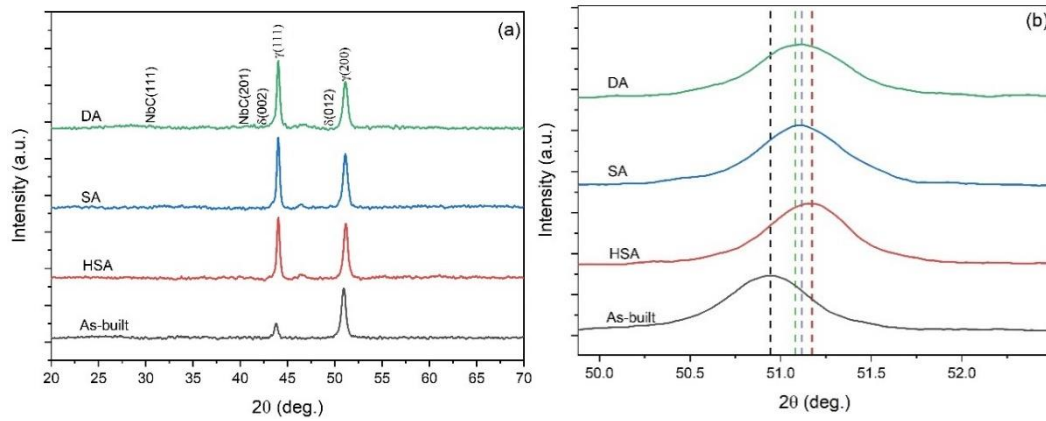 (a)
γ(111)
γ(200)
NbC(111)
NbC(201)
δ(002)
δ(012)
DA
SA
HSA
As-built
Intensity (a.u.)
20 25 30 35 40 45 50 55 60 65 70
2θ (deg.)
(b)
DA
SA
HSA
As-built
Intensity (a.u.)
50.0 50.5 51.0 51.5 52.0
2θ (deg.)